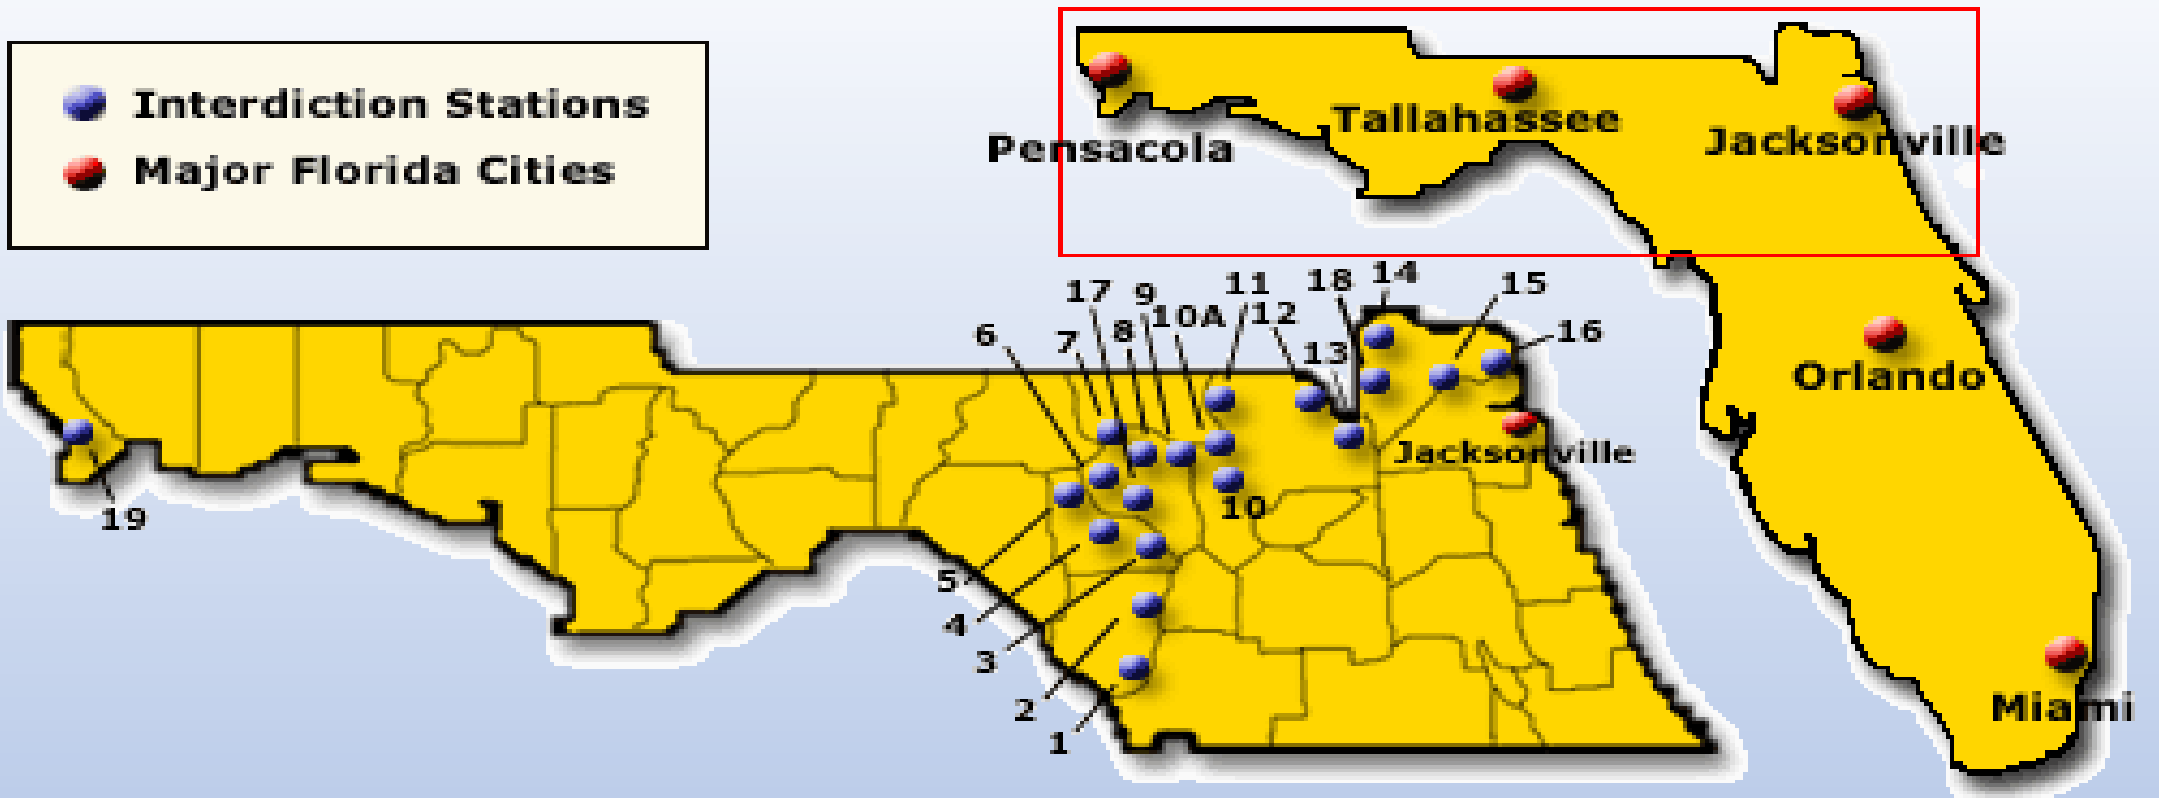 Interdiction Stations
Major Florida Cities
Pensacola
Tallahassee
Jacksonville
Orlando
Miami
14
11
18
15
17
9
10A
12
16
6
7
8
13
Jacksonville
10
19
5
4
3
2
1